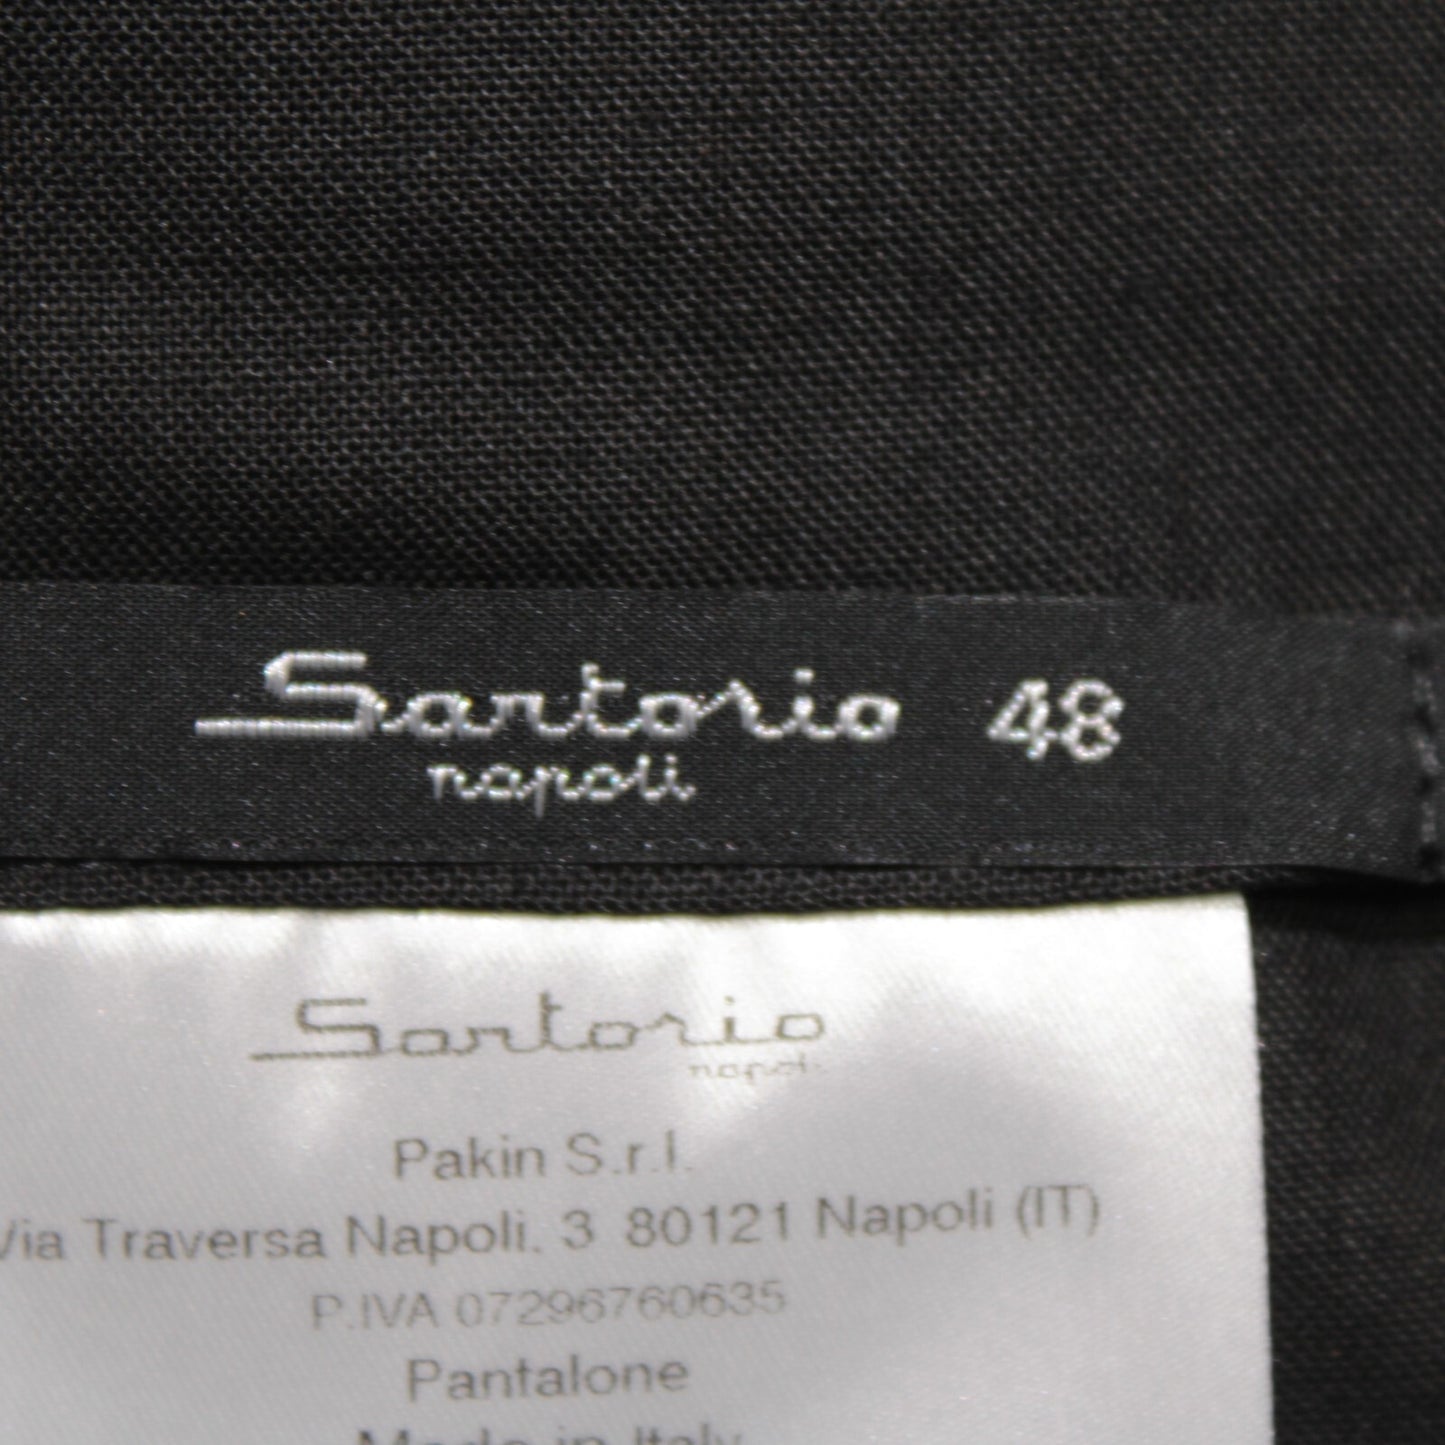 Sartorio 48
napoli
Sartorio
napoli
Pakin S.r.l.
Via Traversa Napoli, 3 80121 Napoli (IT)
P.IVA 07296760635
Pantalone
Made in Italy